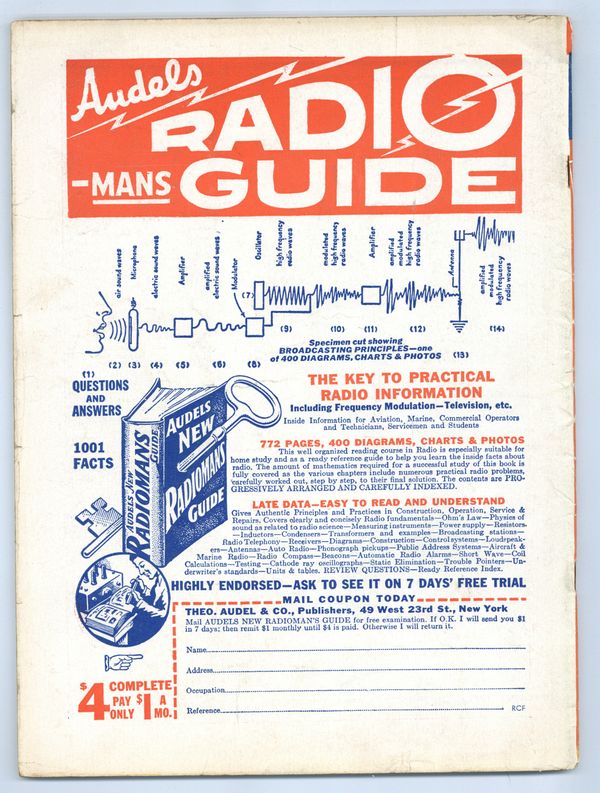 Audels
RADIO
-MANS GUIDE
air sound waves
Microphone
electric sound waves
Amplifier
amplified electric sound waves
Modulator
Oscillator
high frequency radio waves
modulated high frequency radio waves
Amplifier
amplified modulated high frequency radio waves
Antenna
amplified modulated high frequency radio waves
(7)
(1)
(2) (3) (4) (5) (6) (8) (9) (10) (11) (12) (13) (14)
Specimen cut showing
BROADCASTING PRINCIPLES—one
of 400 DIAGRAMS, CHARTS & PHOTOS
QUESTIONS
AND
ANSWERS
1001
FACTS
AUDELS
NEW
RADIOMANS
GUIDE
AUDELS NEW
RADIOMANS
GUIDE
THE KEY TO PRACTICAL
RADIO INFORMATION
Including Frequency Modulation—Television, etc.
Inside Information for Aviation, Marine, Commercial Operators
and Technicians, Servicemen and Students
772 PAGES, 400 DIAGRAMS, CHARTS & PHOTOS
This well organized reading course in Radio is especially suitable for
home study and as a ready reference guide to help you learn the inside facts about
radio. The amount of mathematics required for a successful study of this book is
fully covered as the various chapters include numerous practical radio problems,
carefully worked out, step by step, to their final solution. The contents are PRO-
GRESSIVELY ARRANGED AND CAREFULLY INDEXED.
LATE DATA—EASY TO READ AND UNDERSTAND
Gives Authentic Principles and Practices in Construction, Operation, Service &
Repairs. Covers clearly and concisely Radio fundamentals—Ohm's Law—Physics of
sound as related to radio science—Measuring instruments—Power supply—Resistors
—Inductors—Condensers—Transformers and examples—Broadcasting stations—
Radio Telephony—Receivers—Diagrams—Construction—Control systems—Loudspeak-
ers—Antennas—Auto Radio—Phonograph pickups—Public Address Systems—Aircraft &
Marine Radio—Radio Compass—Beacons—Automatic Radio Alarms—Short Wave—Coil
Calculations—Testing—Cathode ray oscillographs—Static Elimination—Trouble Pointers—Un-
derwriter's standards—Units & tables. REVIEW QUESTIONS—Ready Reference Index.
HIGHLY ENDORSED—ASK TO SEE IT ON 7 DAYS' FREE TRIAL
MAIL COUPON TODAY
THEO. AUDEL & CO., Publishers, 49 West 23rd St., New York
Mail AUDELS NEW RADIOMAN'S GUIDE for free examination. If O.K. I will send you $1
in 7 days; then remit $1 monthly until $4 is paid. Otherwise I will return it.
Name
Address
Occupation
Reference
RCF
$4 COMPLETE
PAY $1 A
ONLY MO.